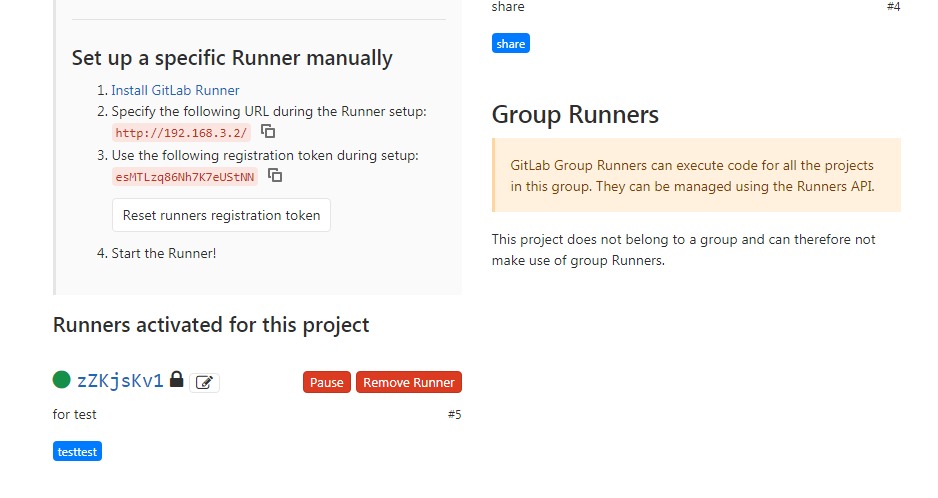 Set up a specific Runner manually
1. Install GitLab Runner
2. Specify the following URL during the Runner setup:
http://192.168.3.2/
3. Use the following registration token during setup:
esMTLzq86Nh7K7eUStNN
Reset runners registration token
4. Start the Runner!
Runners activated for this project
zZKjsKv1 Pause Remove Runner
for test #5
testtest
share #4
share
Group Runners
GitLab Group Runners can execute code for all the projects
in this group. They can be managed using the Runners API.
This project does not belong to a group and can therefore not
make use of group Runners.